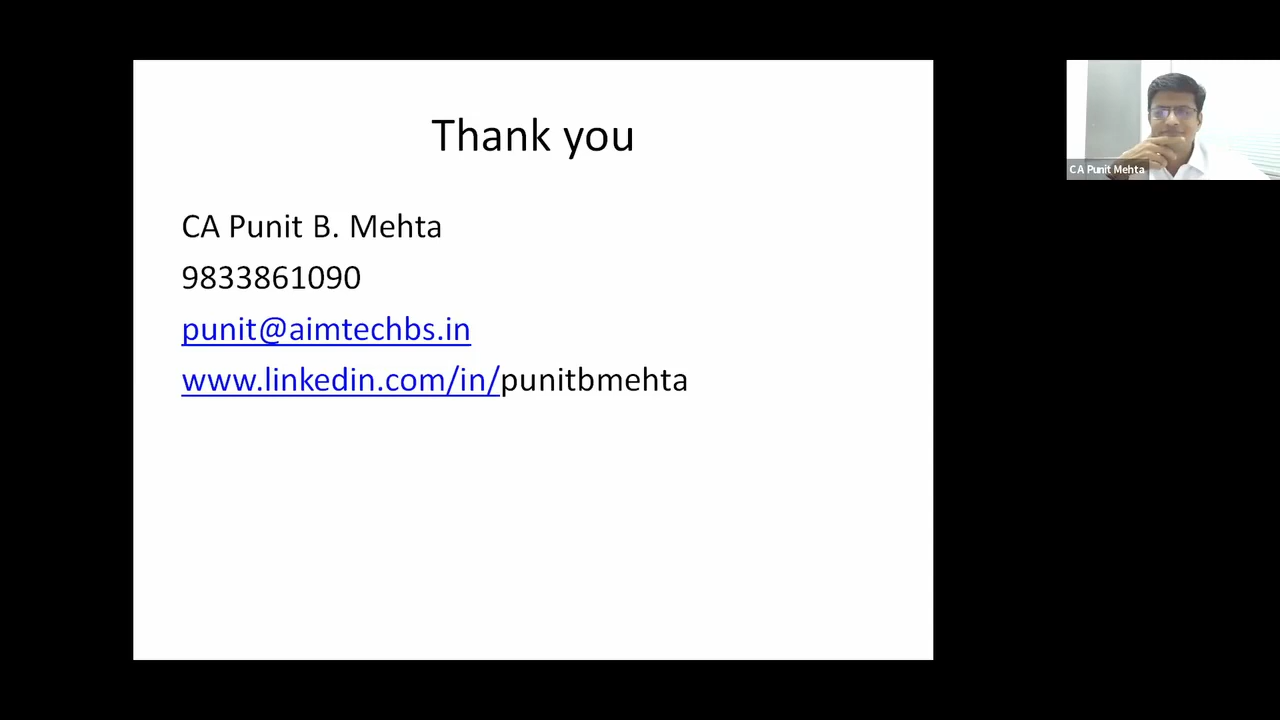 Thank you
CA Punit B. Mehta
9833861090
punit@aimtechbs.in
www.linkedin.com/in/punitbmehta
CA Punit Mehta